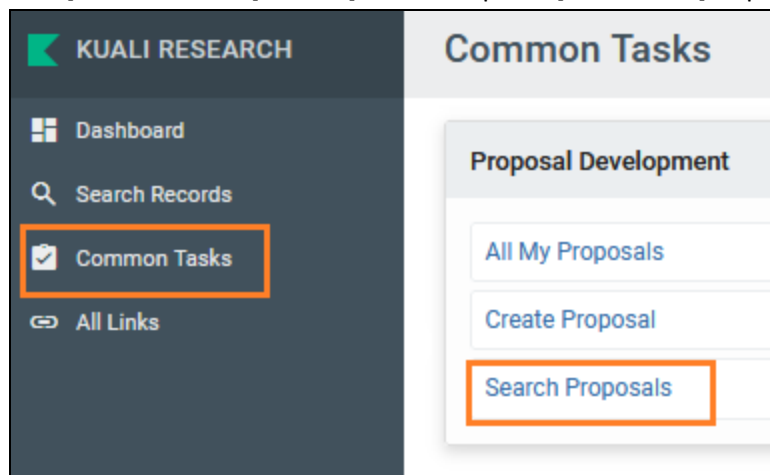 KUALI RESEARCH
Dashboard
Search Records
Common Tasks
All Links
Common Tasks
Proposal Development
All My Proposals
Create Proposal
Search Proposals